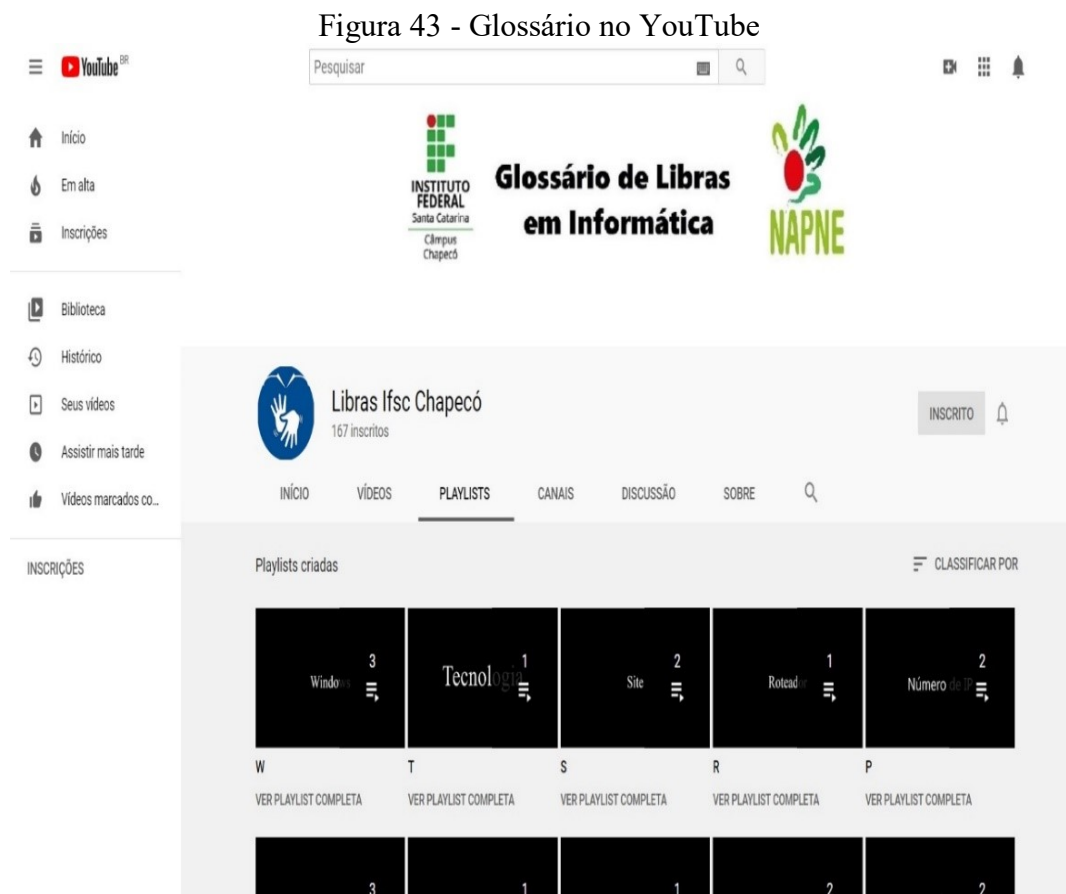 Figura 43 - Glossário no YouTube
YouTube BR
Pesquisar
Início
Em alta
Inscrições
Biblioteca
Histórico
Seus vídeos
Assistir mais tarde
Vídeos marcados co...
INSCRIÇÕES
INSTITUTO
FEDERAL
Santa Catarina
Câmpus
Chapecó
Glossário de Libras
em Informática
NAPNE
Libras Ifsc Chapecó
167 inscritos
INSCRITO
INÍCIO VÍDEOS PLAYLISTS CANAIS DISCUSSÃO SOBRE
Playlists criadas
CLASSIFICAR POR
Windows 3
Tecnologia 1
Site 2
Roteador 1
Número de IP 2
W T S R P
VER PLAYLIST COMPLETA VER PLAYLIST COMPLETA VER PLAYLIST COMPLETA VER PLAYLIST COMPLETA VER PLAYLIST COMPLETA
3 1 1 2 2